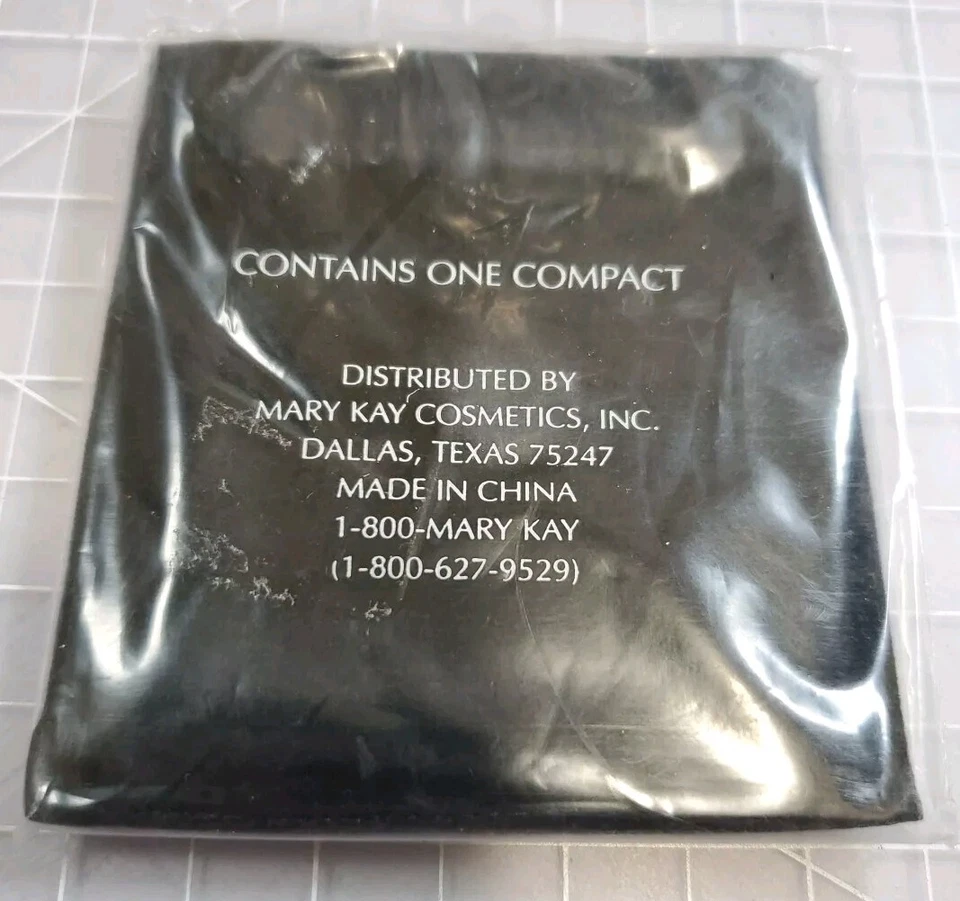 CONTAINS ONE COMPACT
DISTRIBUTED BY
MARY KAY COSMETICS, INC.
DALLAS, TEXAS 75247
MADE IN CHINA
1-800-MARY KAY
(1-800-627-9529)